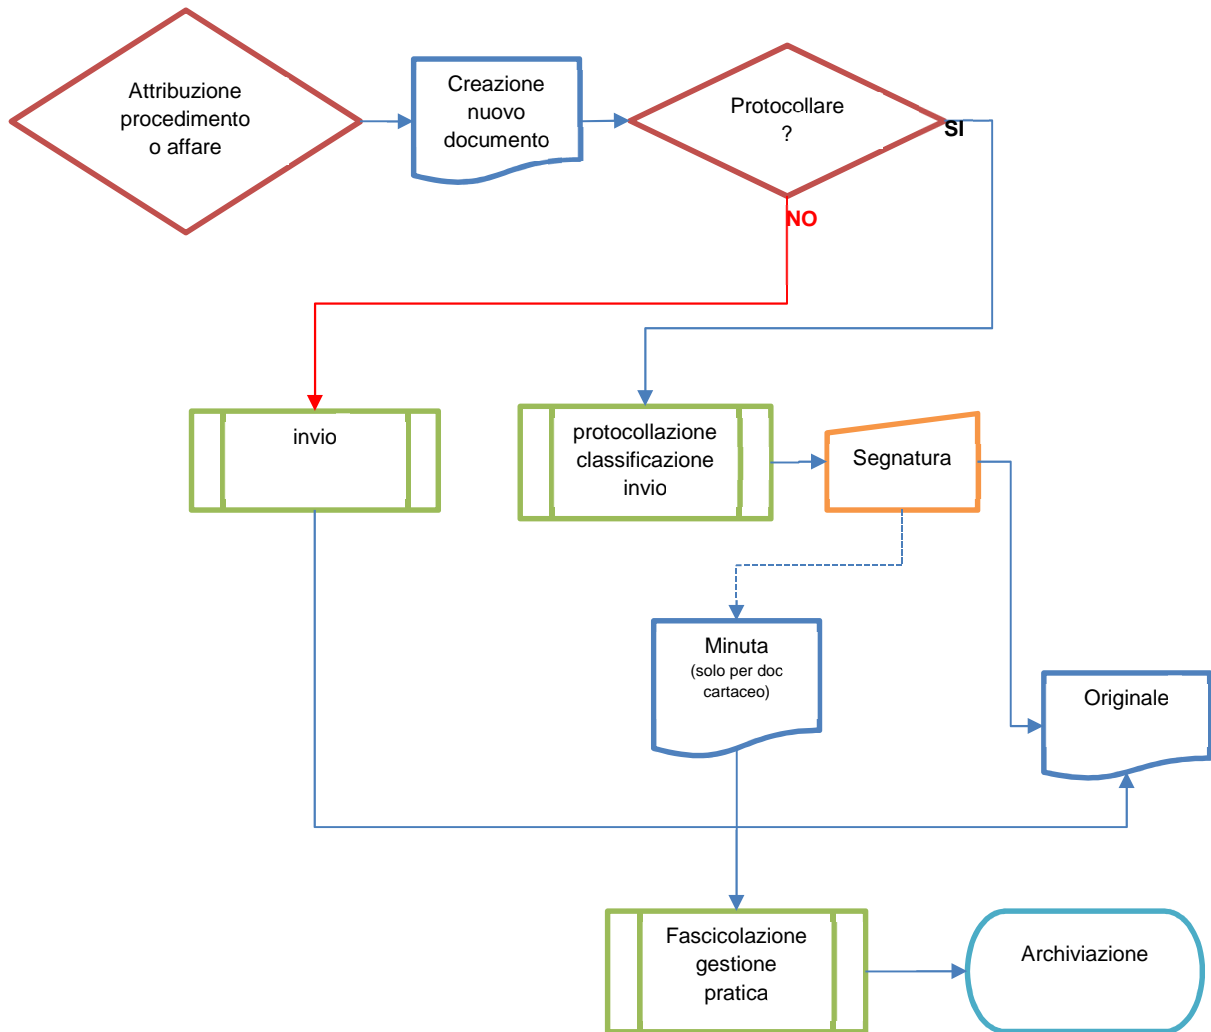 Attribuzione
procedimento
o affare
Creazione
nuovo
documento
Protocollare
?
SI
NO
invio
protocollazione
classificazione
invio
Segnatura
Minuta
(solo per doc
cartaceo)
Originale
Fascicolazione
gestione
pratica
Archiviazione